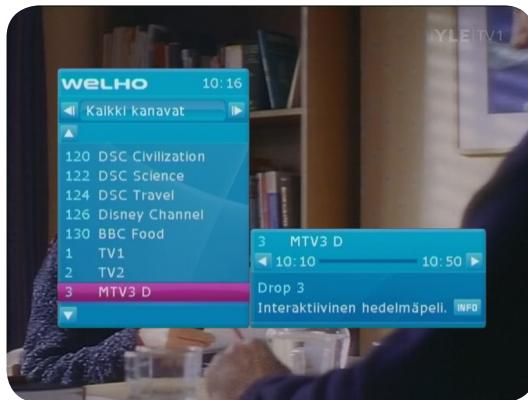 YLE TV1
WELHO 10:16
Kaikki kanavat
120 DSC Civilization
122 DSC Science
124 DSC Travel
126 Disney Channel
130 BBC Food
1 TV1
2 TV2
3 MTV3 D
3 MTV3 D
10:10 10:50
Drop 3
Interaktiivinen hedelmäpeli. INFO